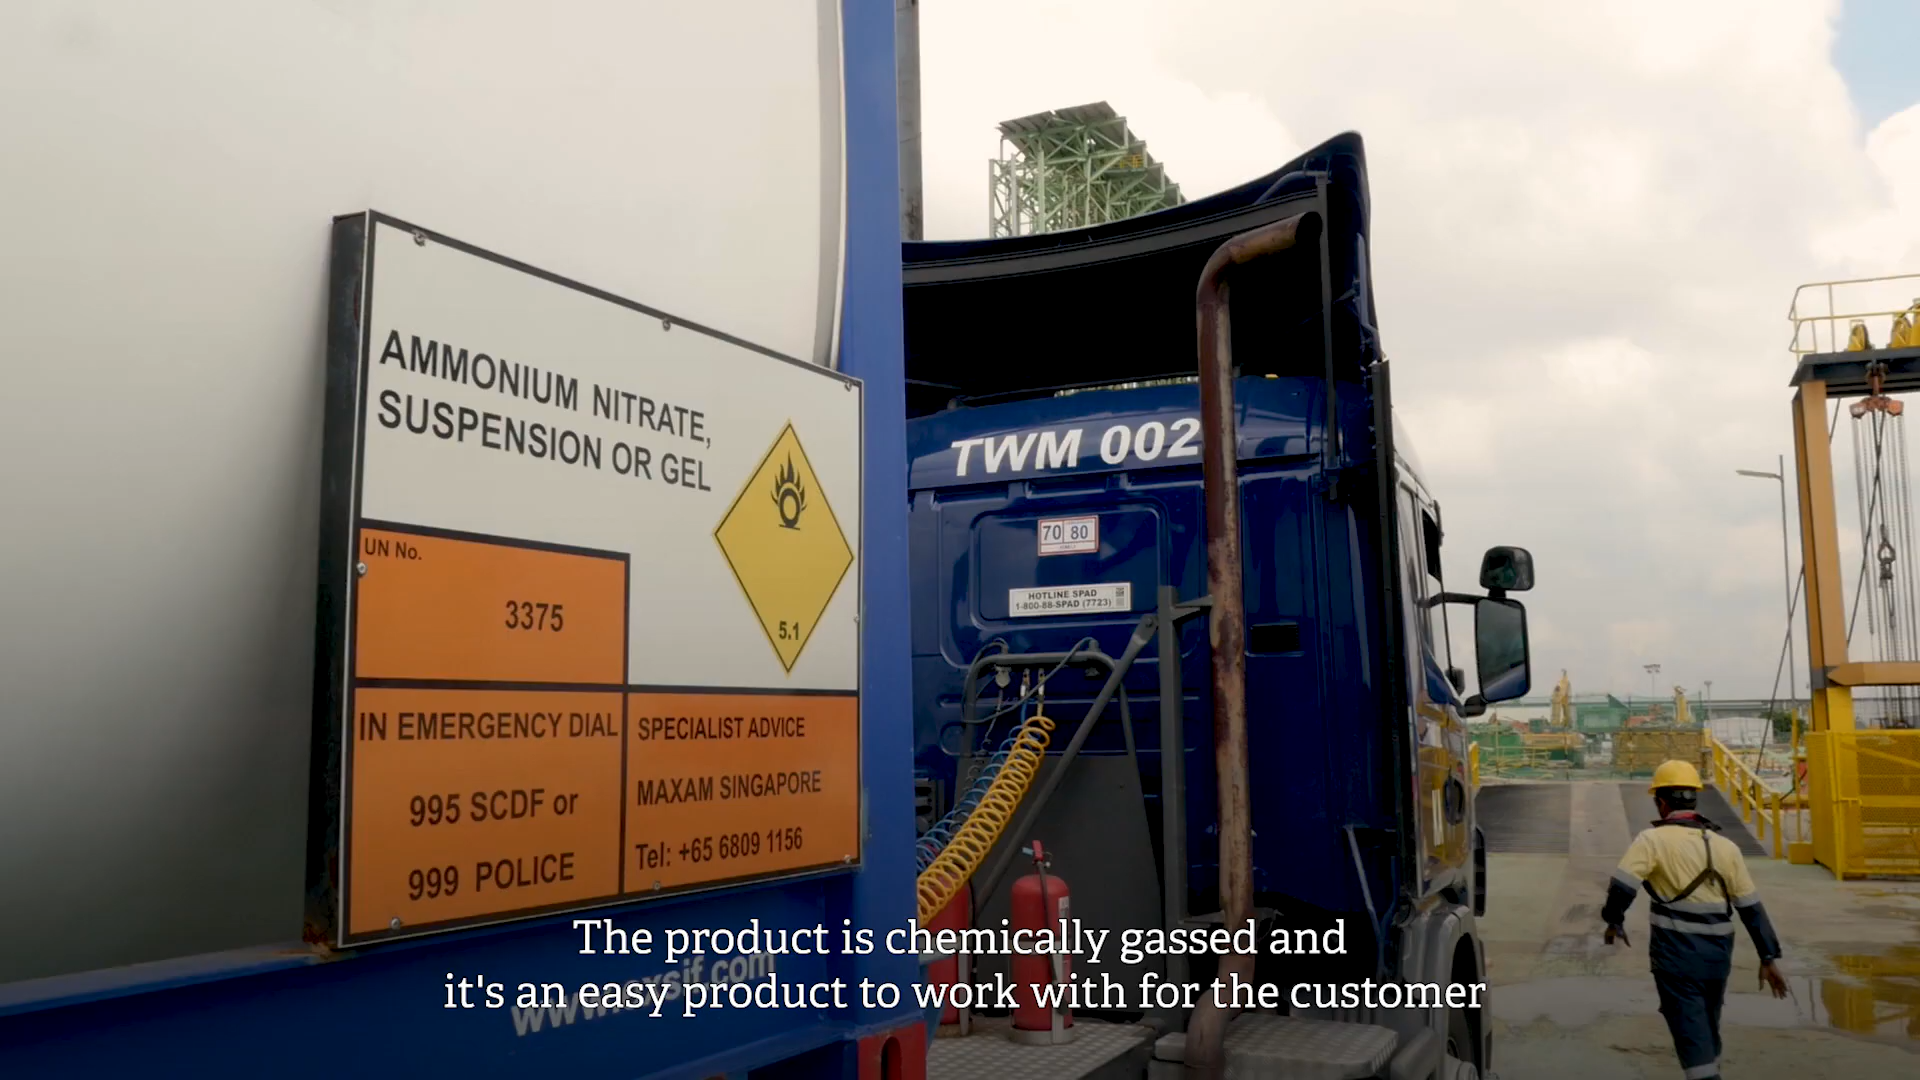 AMMONIUM NITRATE,
SUSPENSION OR GEL
5.1
UN No.
3375
IN EMERGENCY DIAL
995 SCDF or
999 POLICE
SPECIALIST ADVICE
MAXAM SINGAPORE
Tel: +65 6809 1156
TWM 002
70 80
HOTLINE SPAD
1-800-88-SPAD (7723)
The product is chemically gassed and
it's an easy product to work with for the customer